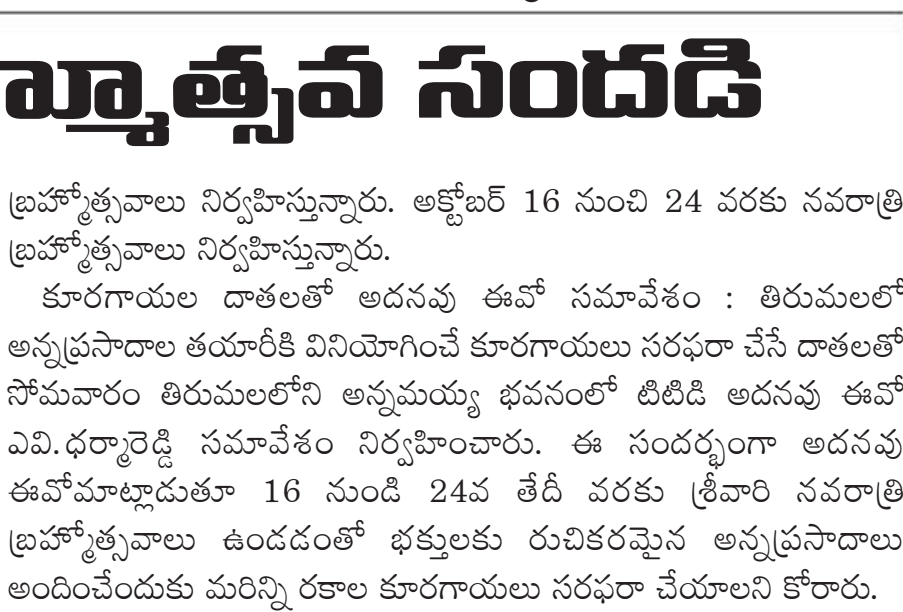 హ్మోత్సవ సందడి
బ్రహ్మోత్సవాలు నిర్వహిస్తున్నారు. అక్టోబర్ 16 నుంచి 24 వరకు నవరాత్రి
బ్రహ్మోత్సవాలు నిర్వహిస్తున్నారు.
కూరగాయల దాతలతో అదనవు ఈవో సమావేశం : తిరుమలలో
అన్నప్రసాదాల తయారీకి వినియోగించే కూరగాయలు సరఫరా చేసే దాతలతో
సోమవారం తిరుమలలోని అన్నమయ్య భవనంలో టిటిడి అదనవు ఈవో
ఎవి.ధర్మారెడ్డి సమావేశం నిర్వహించారు. ఈ సందర్భంగా అదనవు
ఈవోమాట్లాడుతూ 16 నుండి 24వ తేదీ వరకు శ్రీవారి నవరాత్రి
బ్రహ్మోత్సవాలు ఉండడంతో భక్తులకు రుచికరమైన అన్నప్రసాదాలు
అందించేందుకు మరిన్ని రకాల కూరగాయలు సరఫరా చేయాలని కోరారు.